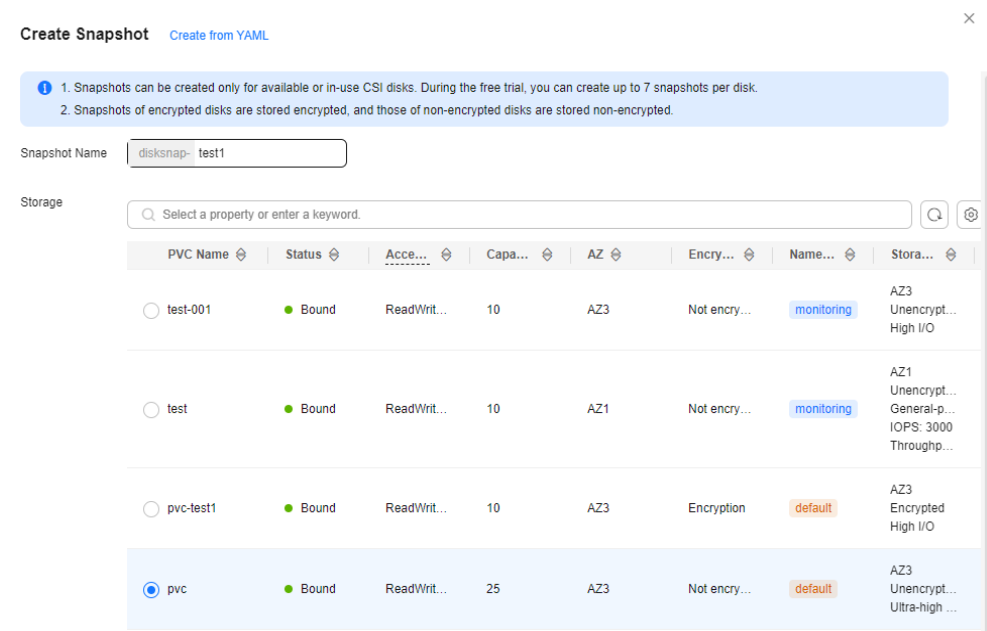 Create Snapshot Create from YAML
1. Snapshots can be created only for available or in-use CSI disks. During the free trial, you can create up to 7 snapshots per disk.
2. Snapshots of encrypted disks are stored encrypted, and those of non-encrypted disks are stored non-encrypted.
Snapshot Name disksnap- test1
Storage
Select a property or enter a keyword.
PVC Name Status Acce... Capa... AZ Encry... Name... Stora...
test-001 Bound ReadWrit... 10 AZ3 Not encry... monitoring
AZ3
Unencrypt...
High I/O
test Bound ReadWrit... 10 AZ1 Not encry... monitoring
AZ1
Unencrypt...
General-p...
IOPS: 3000
Throughp...
pvc-test1 Bound ReadWrit... 10 AZ3 Encryption default
AZ3
Encrypted
High I/O
pvc Bound ReadWrit... 25 AZ3 Not encry... default
AZ3
Unencrypt...
Ultra-high ...